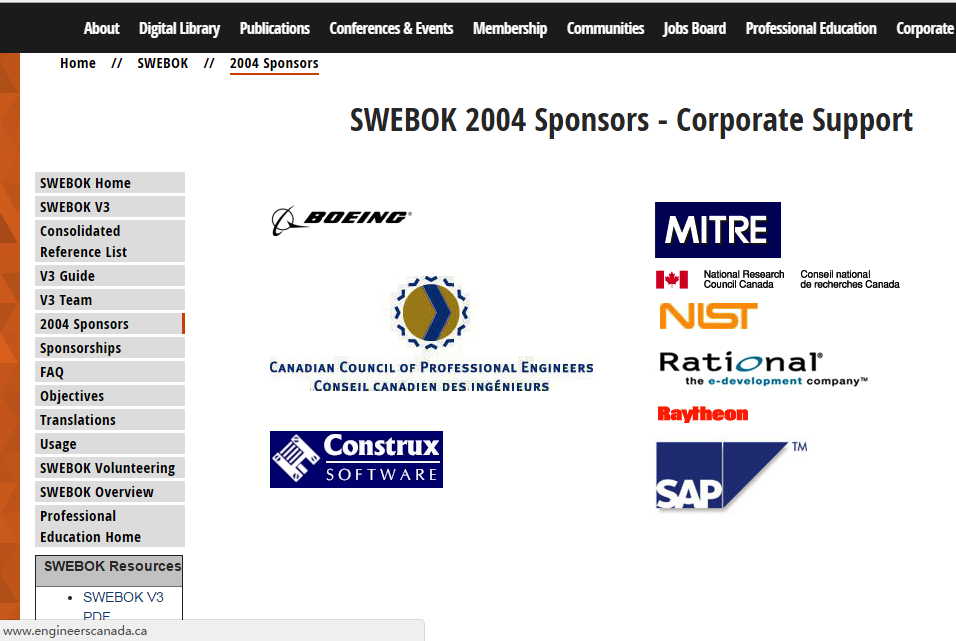 About Digital Library Publications Conferences & Events Membership Communities Jobs Board Professional Education Corporate
Home // SWEBOK // 2004 Sponsors
SWEBOK 2004 Sponsors - Corporate Support
SWEBOK Home
SWEBOK V3
Consolidated
Reference List
V3 Guide
V3 Team
2004 Sponsors
Sponsorships
FAQ
Objectives
Translations
Usage
SWEBOK Volunteering
SWEBOK Overview
Professional
Education Home
SWEBOK Resources
• SWEBOK V3
PDF
BOEING®
CANADIAN COUNCIL OF PROFESSIONAL ENGINEERS
CONSEIL CANADIEN DES INGÉNIEURS
Construx
SOFTWARE
MITRE
National Research Conseil national
Council Canada de recherches Canada
NIST
Rational®
the e-development company™
Raytheon
SAP TM
www.engineerscanada.ca